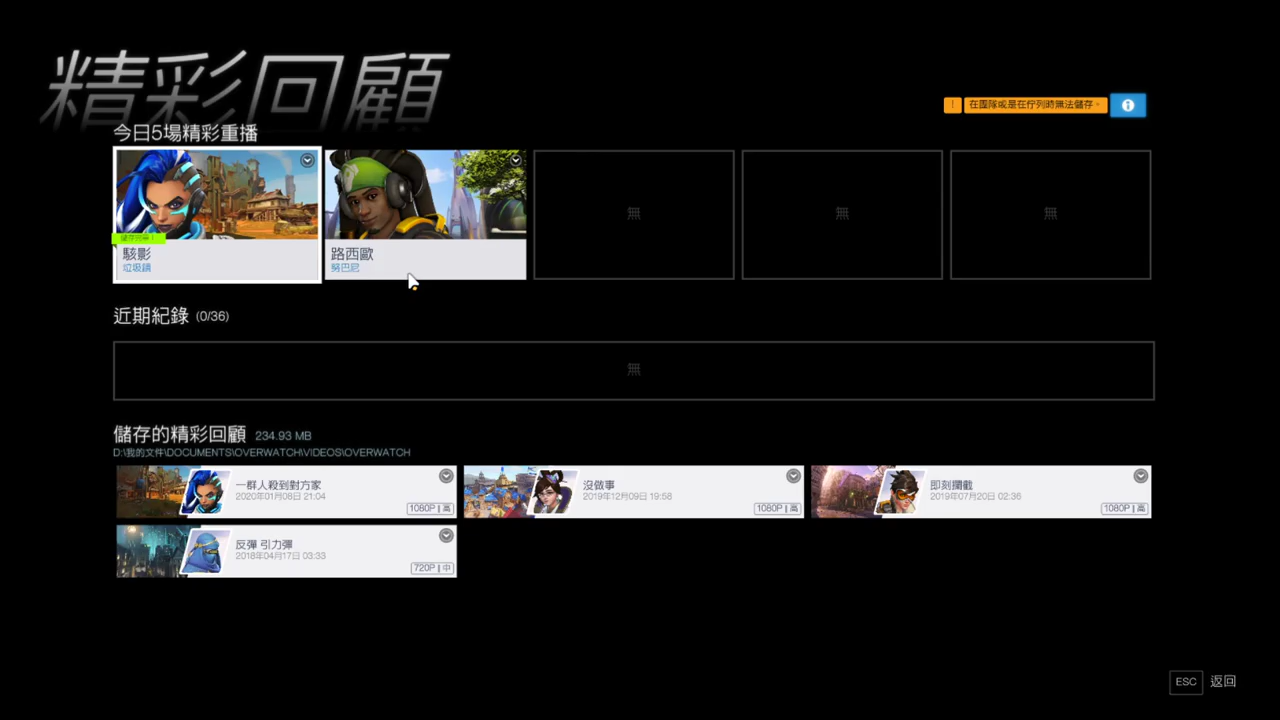 精彩回顧
! 在團隊或是在佇列時無法儲存。
今日5場精彩重播
駭影
垃圾鎮
路西歐
努巴尼
無
無
無
近期紀錄 (0/36)
無
儲存的精彩回顧 234.93 MB
D:\我的文件\DOCUMENTS\OVERWATCH\VIDEOS\OVERWATCH
一群人殺到對方家
2020年01月08日 21:04
1080P | 高
沒做事
2019年12月09日 19:58
1080P | 高
即刻攔截
2019年07月20日 02:36
1080P | 高
反彈 引力彈
2018年04月17日 03:33
720P | 中
ESC 返回